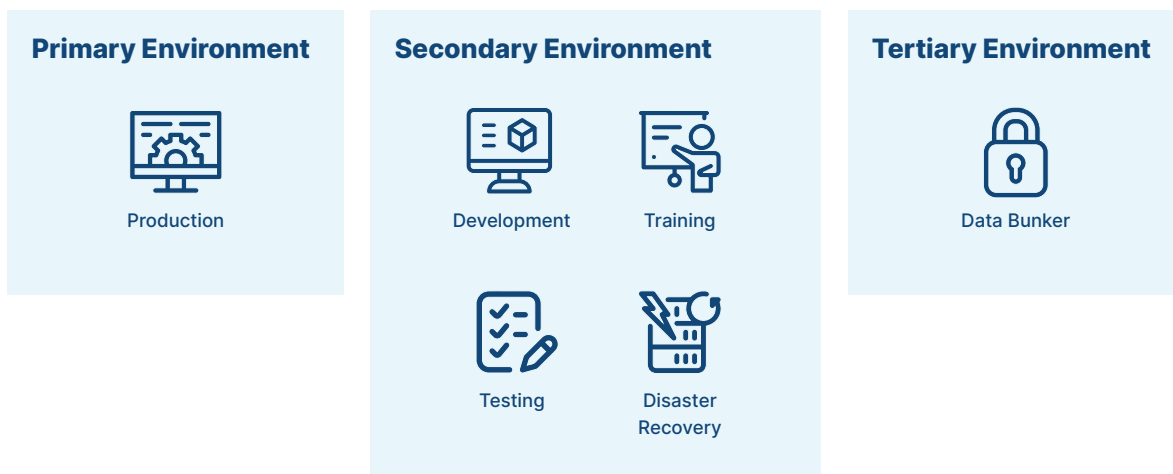 Primary Environment
Production
Secondary Environment
Development
Training
Testing
Disaster
Recovery
Tertiary Environment
Data Bunker